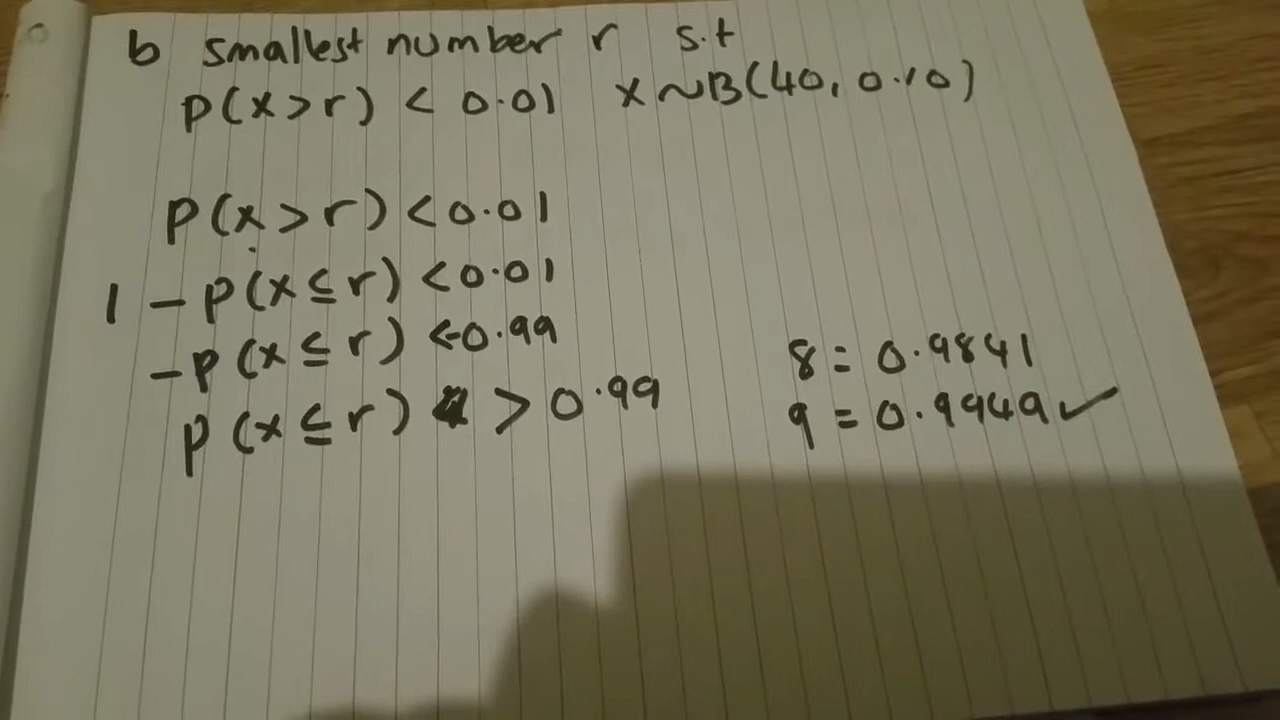 b smallest number r s.t
P(x>r) < 0.01 X~B(40, 0.10)
P(x>r) <0.01
1 -P(x≤r) <0.01
-P(x≤r) <-0.99
P(x≤r) > 0.99
8 = 0.9841
9 = 0.9949✓